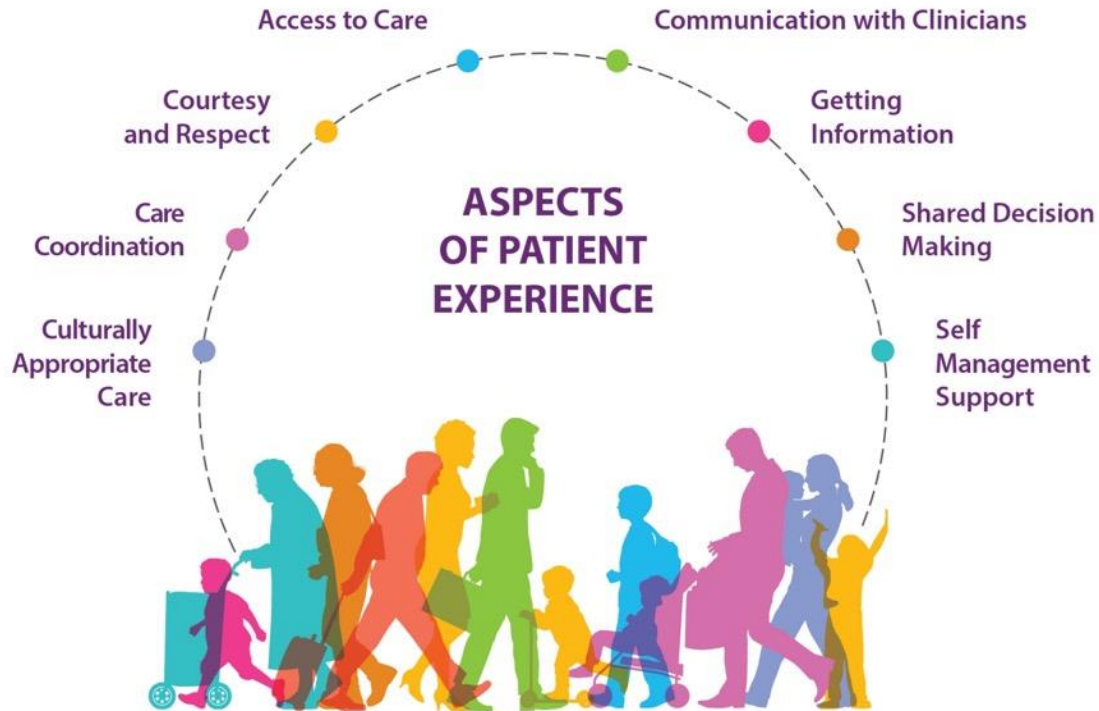 Access to Care
Communication with Clinicians
Courtesy
and Respect
Getting
Information
ASPECTS
OF PATIENT
EXPERIENCE
Care
Coordination
Shared Decision
Making
Culturally
Appropriate
Care
Self
Management
Support